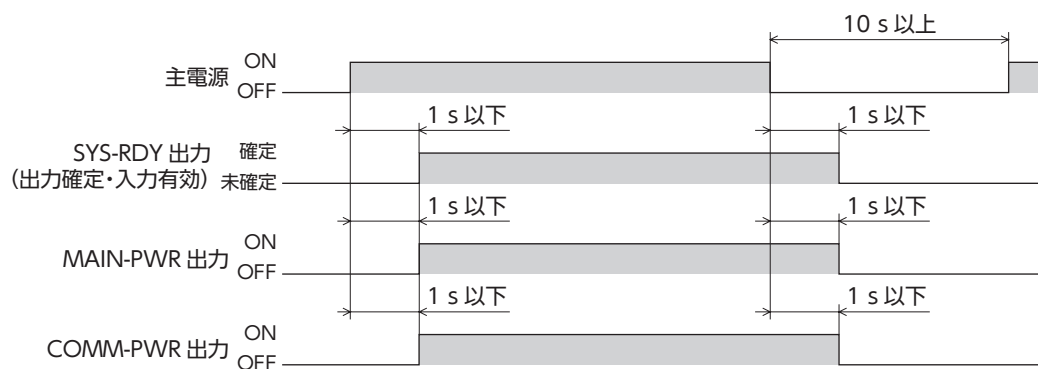 10 s 以上
主電源 ON
OFF
1 s 以下 1 s 以下
SYS-RDY 出力 確定
(出力確定・入力有効) 未確定
1 s 以下 1 s 以下
MAIN-PWR 出力 ON
OFF
1 s 以下 1 s 以下
COMM-PWR 出力 ON
OFF